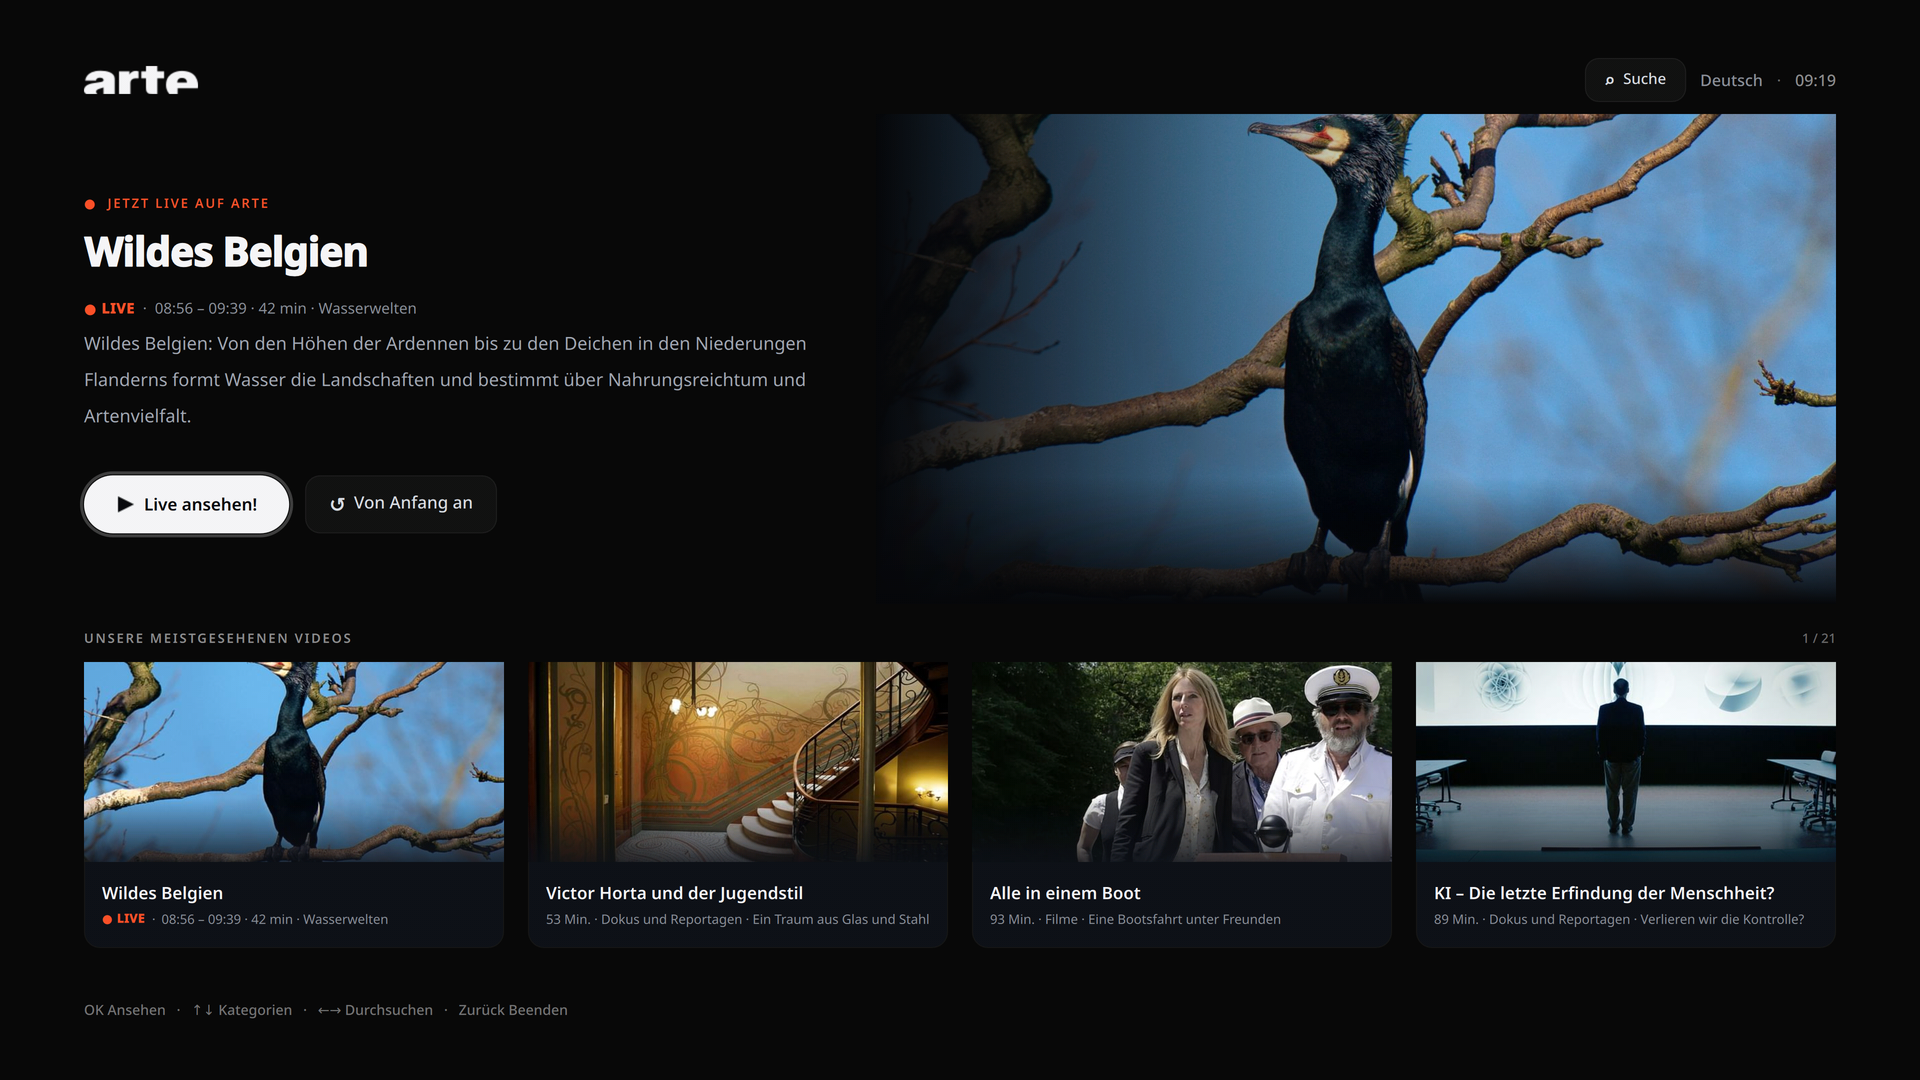 arte
⌕ Suche Deutsch · 09:19
● JETZT LIVE AUF ARTE
Wildes Belgien
● LIVE · 08:56 – 09:39 · 42 min · Wasserwelten
Wildes Belgien: Von den Höhen der Ardennen bis zu den Deichen in den Niederungen
Flanderns formt Wasser die Landschaften und bestimmt über Nahrungsreichtum und
Artenvielfalt.
▶ Live ansehen! ↺ Von Anfang an
UNSERE MEISTGESEHENEN VIDEOS 1 / 21
Wildes Belgien
● LIVE · 08:56 – 09:39 · 42 min · Wasserwelten
Victor Horta und der Jugendstil
53 Min. · Dokus und Reportagen · Ein Traum aus Glas und Stahl
Alle in einem Boot
93 Min. · Filme · Eine Bootsfahrt unter Freunden
KI – Die letzte Erfindung der Menschheit?
89 Min. · Dokus und Reportagen · Verlieren wir die Kontrolle?
OK Ansehen · ↑↓ Kategorien · ←→ Durchsuchen · Zurück Beenden